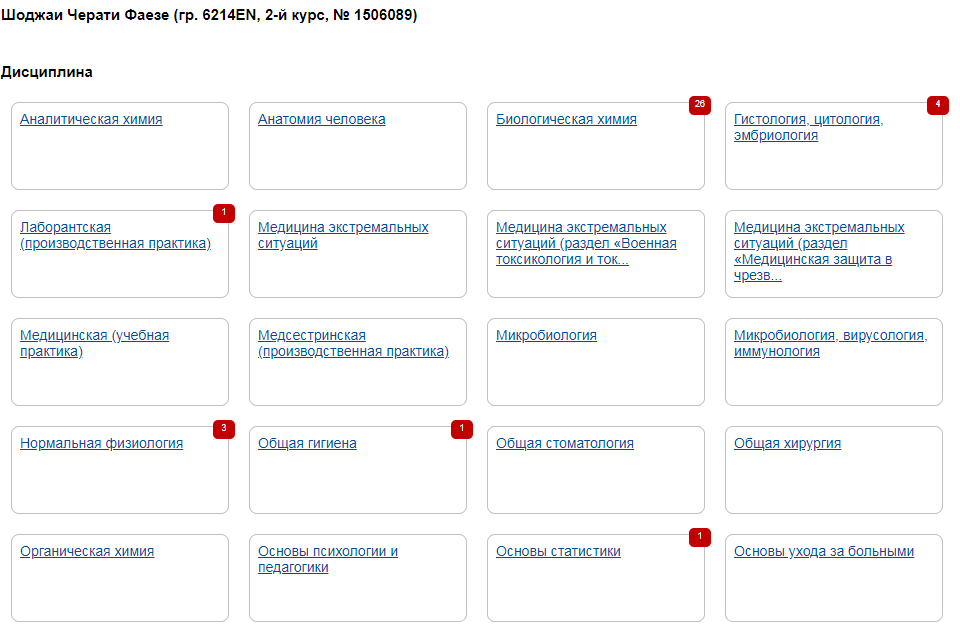 Шоджаи Черати Фаезе (гр. 6214EN, 2-й курс, № 1506089)
Дисциплина
Аналитическая химия
Анатомия человека
26
Биологическая химия
4
Гистология, цитология,
эмбриология
1
Лаборантская
(производственная практика)
Медицина экстремальных
ситуаций
Медицина экстремальных
ситуаций (раздел «Военная
токсикология и ток...
Медицина экстремальных
ситуаций (раздел
«Медицинская защита в
чрезв...
Медицинская (учебная
практика)
Медсестринская
(производственная практика)
Микробиология
Микробиология, вирусология,
иммунология
3
Нормальная физиология
1
Общая гигиена
Общая стоматология
Общая хирургия
Органическая химия
Основы психологии и
педагогики
1
Основы статистики
Основы ухода за больными